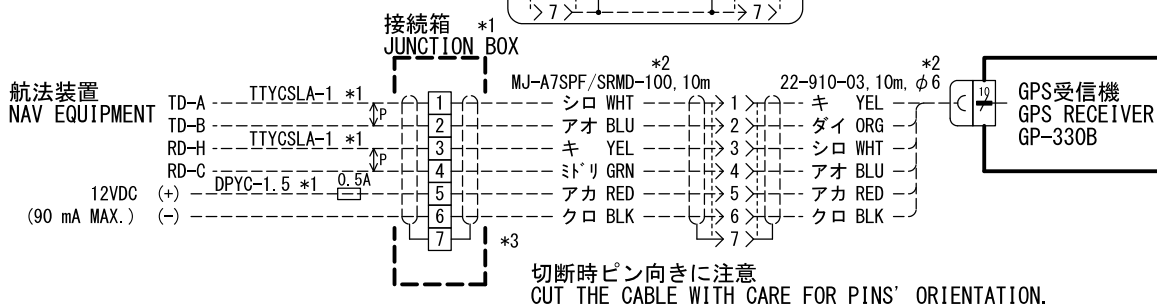 7 7
接続箱 *1
JUNCTION BOX
航法装置
NAV EQUIPMENT
TD-A TTYCSLA-1 *1
TD-B
RD-H TTYCSLA-1 *1
RD-C
12VDC (+) DPYC-1.5 *1 0.5A
(90 mA MAX.) (-)
P
P
1
2
3
4
5
6
7
*3
*2
MJ-A7SPF/SRMD-100,10m
シロ WHT
アオ BLU
キ YEL
ミドリ GRN
アカ RED
クロ BLK
1
2
3
4
5
6
7
*2
22-910-03,10m,φ6
キ YEL
ダイ ORG
シロ WHT
アオ BLU
アカ RED
クロ BLK
GPS受信機
GPS RECEIVER
GP-330B
切断時ピン向きに注意
CUT THE CABLE WITH CARE FOR PINS' ORIENTATION.